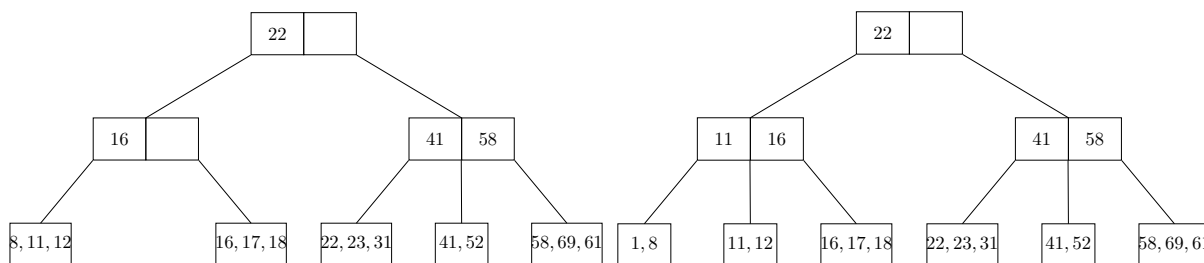 22
16
41 58
8, 11, 12
16, 17, 18
22, 23, 31
41, 52
58, 69, 61
22
11 16
41 58
1, 8
11, 12
16, 17, 18
22, 23, 31
41, 52
58, 69, 61